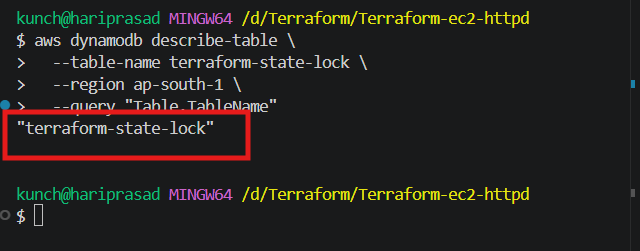 kunch@hariprasad MINGW64 /d/Terraform/Terraform-ec2-httpd
$ aws dynamodb describe-table \
>   --table-name terraform-state-lock \
>   --region ap-south-1 \
>   --query "Table.TableName"
"terraform-state-lock"
kunch@hariprasad MINGW64 /d/Terraform/Terraform-ec2-httpd
$